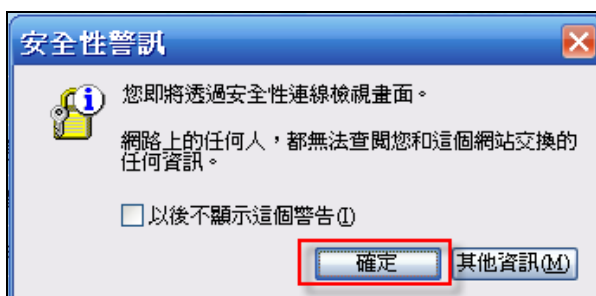 安全性警訊
您即將透過安全性連線檢視畫面。
網路上的任何人，都無法查閱您和這個網站交換的
任何資訊。
以後不顯示這個警告(I)
確定
其他資訊(M)